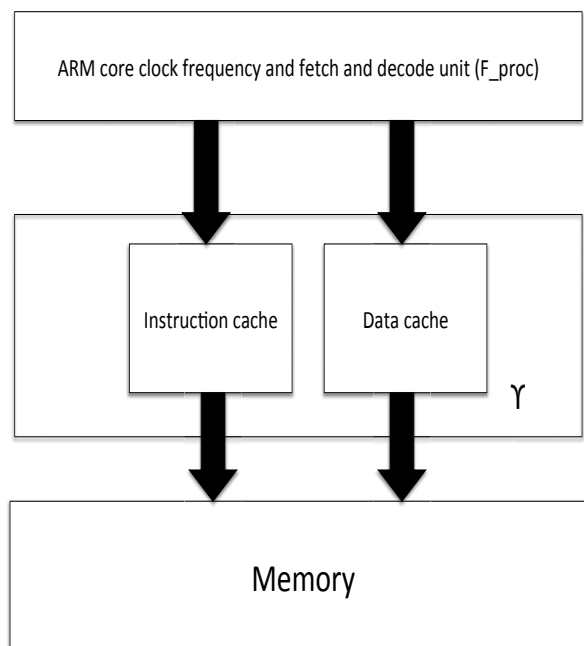 ARM core clock frequency and fetch and decode unit (F_proc)
Instruction cache
Data cache
ϒ
Memory